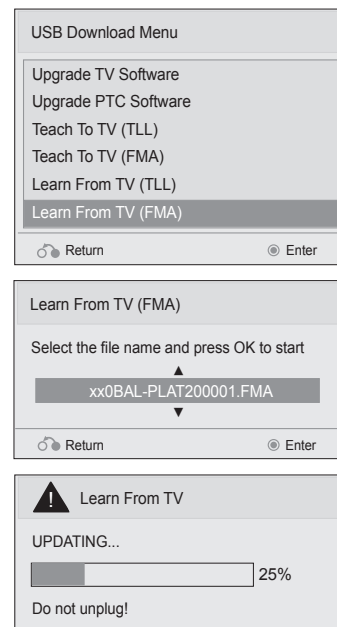 USB Download Menu
Upgrade TV Software
Upgrade PTC Software
Teach To TV (TLL)
Teach To TV (FMA)
Learn From TV (TLL)
Learn From TV (FMA)
Return Enter
Learn From TV (FMA)
Select the file name and press OK to start
▲
xx0BAL-PLAT200001.FMA
▼
Return Enter
! Learn From TV
UPDATING...
25%
Do not unplug!